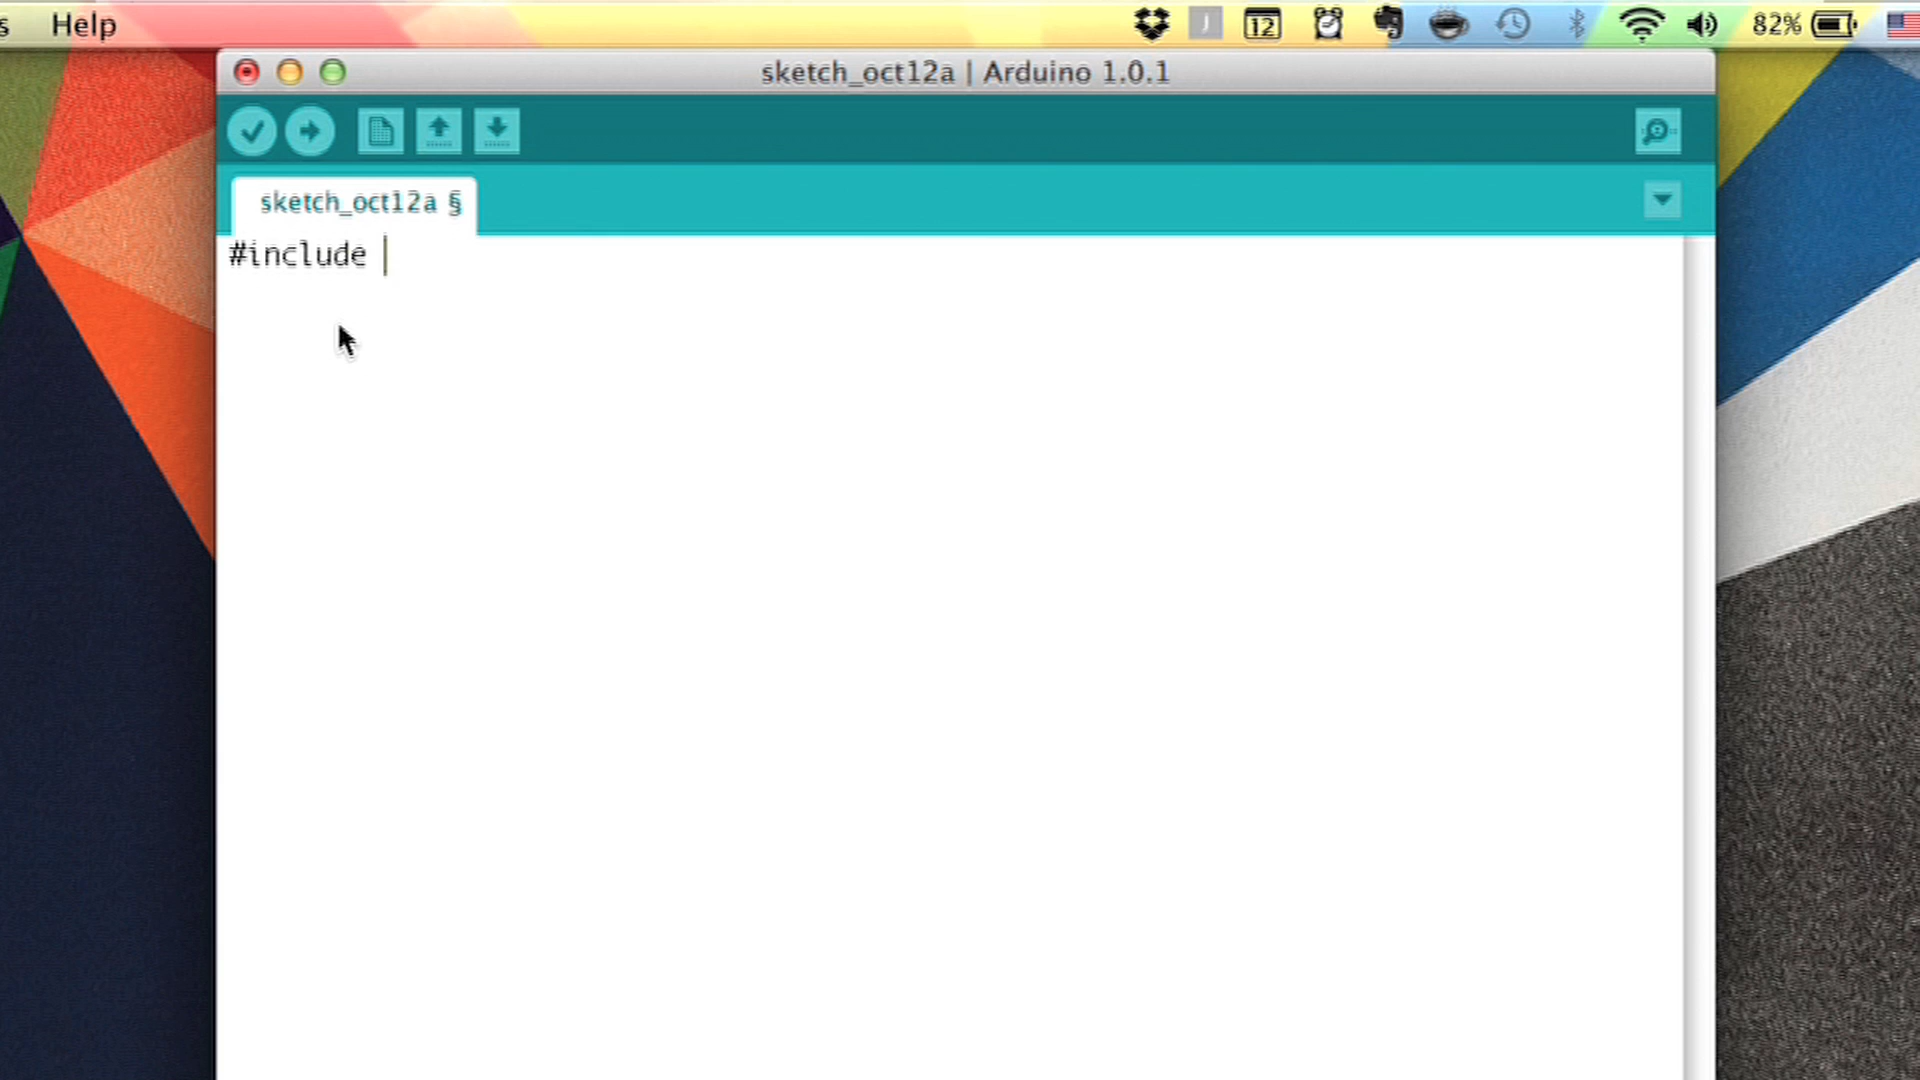 s Help J 12 82%
sketch_oct12a | Arduino 1.0.1
sketch_oct12a §
#include